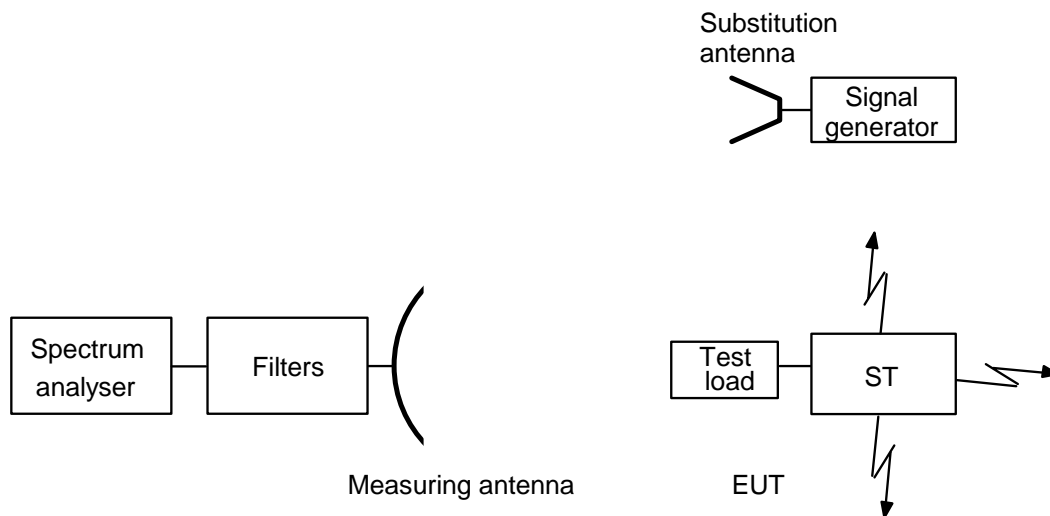 Substitution
antenna
Signal
generator
Spectrum
analyser
Filters
Test
load
ST
Measuring antenna
EUT